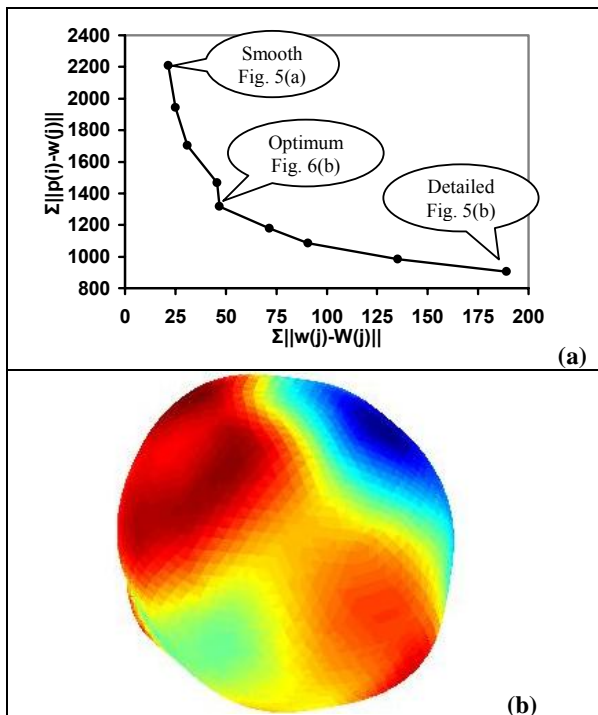 2400
2200
2000
1800
1600
1400
1200
1000
800
Σ||p(i)-w(j)||
Smooth
Fig. 5(a)
Optimum
Fig. 6(b)
Detailed
Fig. 5(b)
0 25 50 75 100 125 150 175 200
Σ||w(j)-W(j)||
(a)
(b)